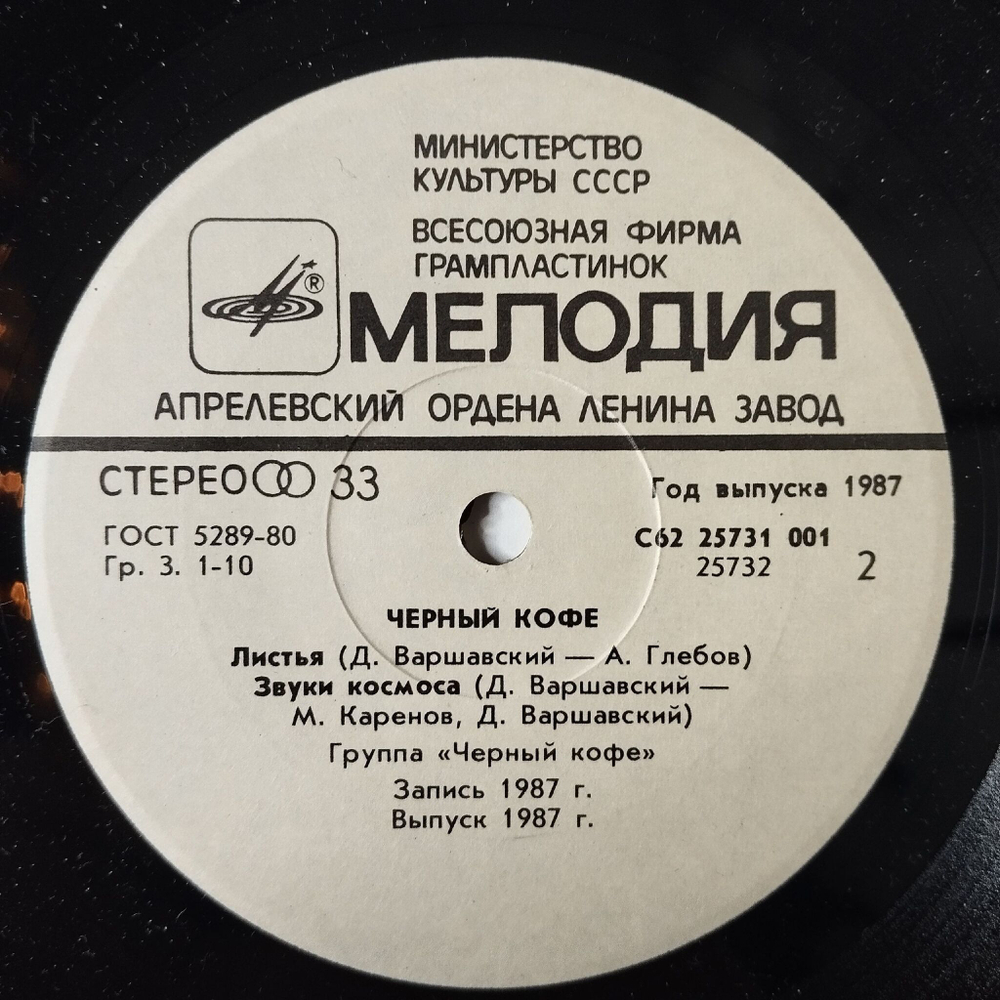 МИНИСТЕРСТВО
КУЛЬТУРЫ СССР
ВСЕСОЮЗНАЯ ФИРМА
ГРАМПЛАСТИНОК
®
МЕЛОДИЯ
АПРЕЛЕВСКИЙ ОРДЕНА ЛЕНИНА ЗАВОД
СТЕРЕО 33
Год выпуска 1987
ГОСТ 5289-80
С62 25731 001
Гр. 3. 1-10
25732
2
ЧЕРНЫЙ КОФЕ
Листья (Д. Варшавский — А. Глебов)
Звуки космоса (Д. Варшавский —
М. Каренов, Д. Варшавский)
Группа «Черный кофе»
Запись 1987 г.
Выпуск 1987 г.